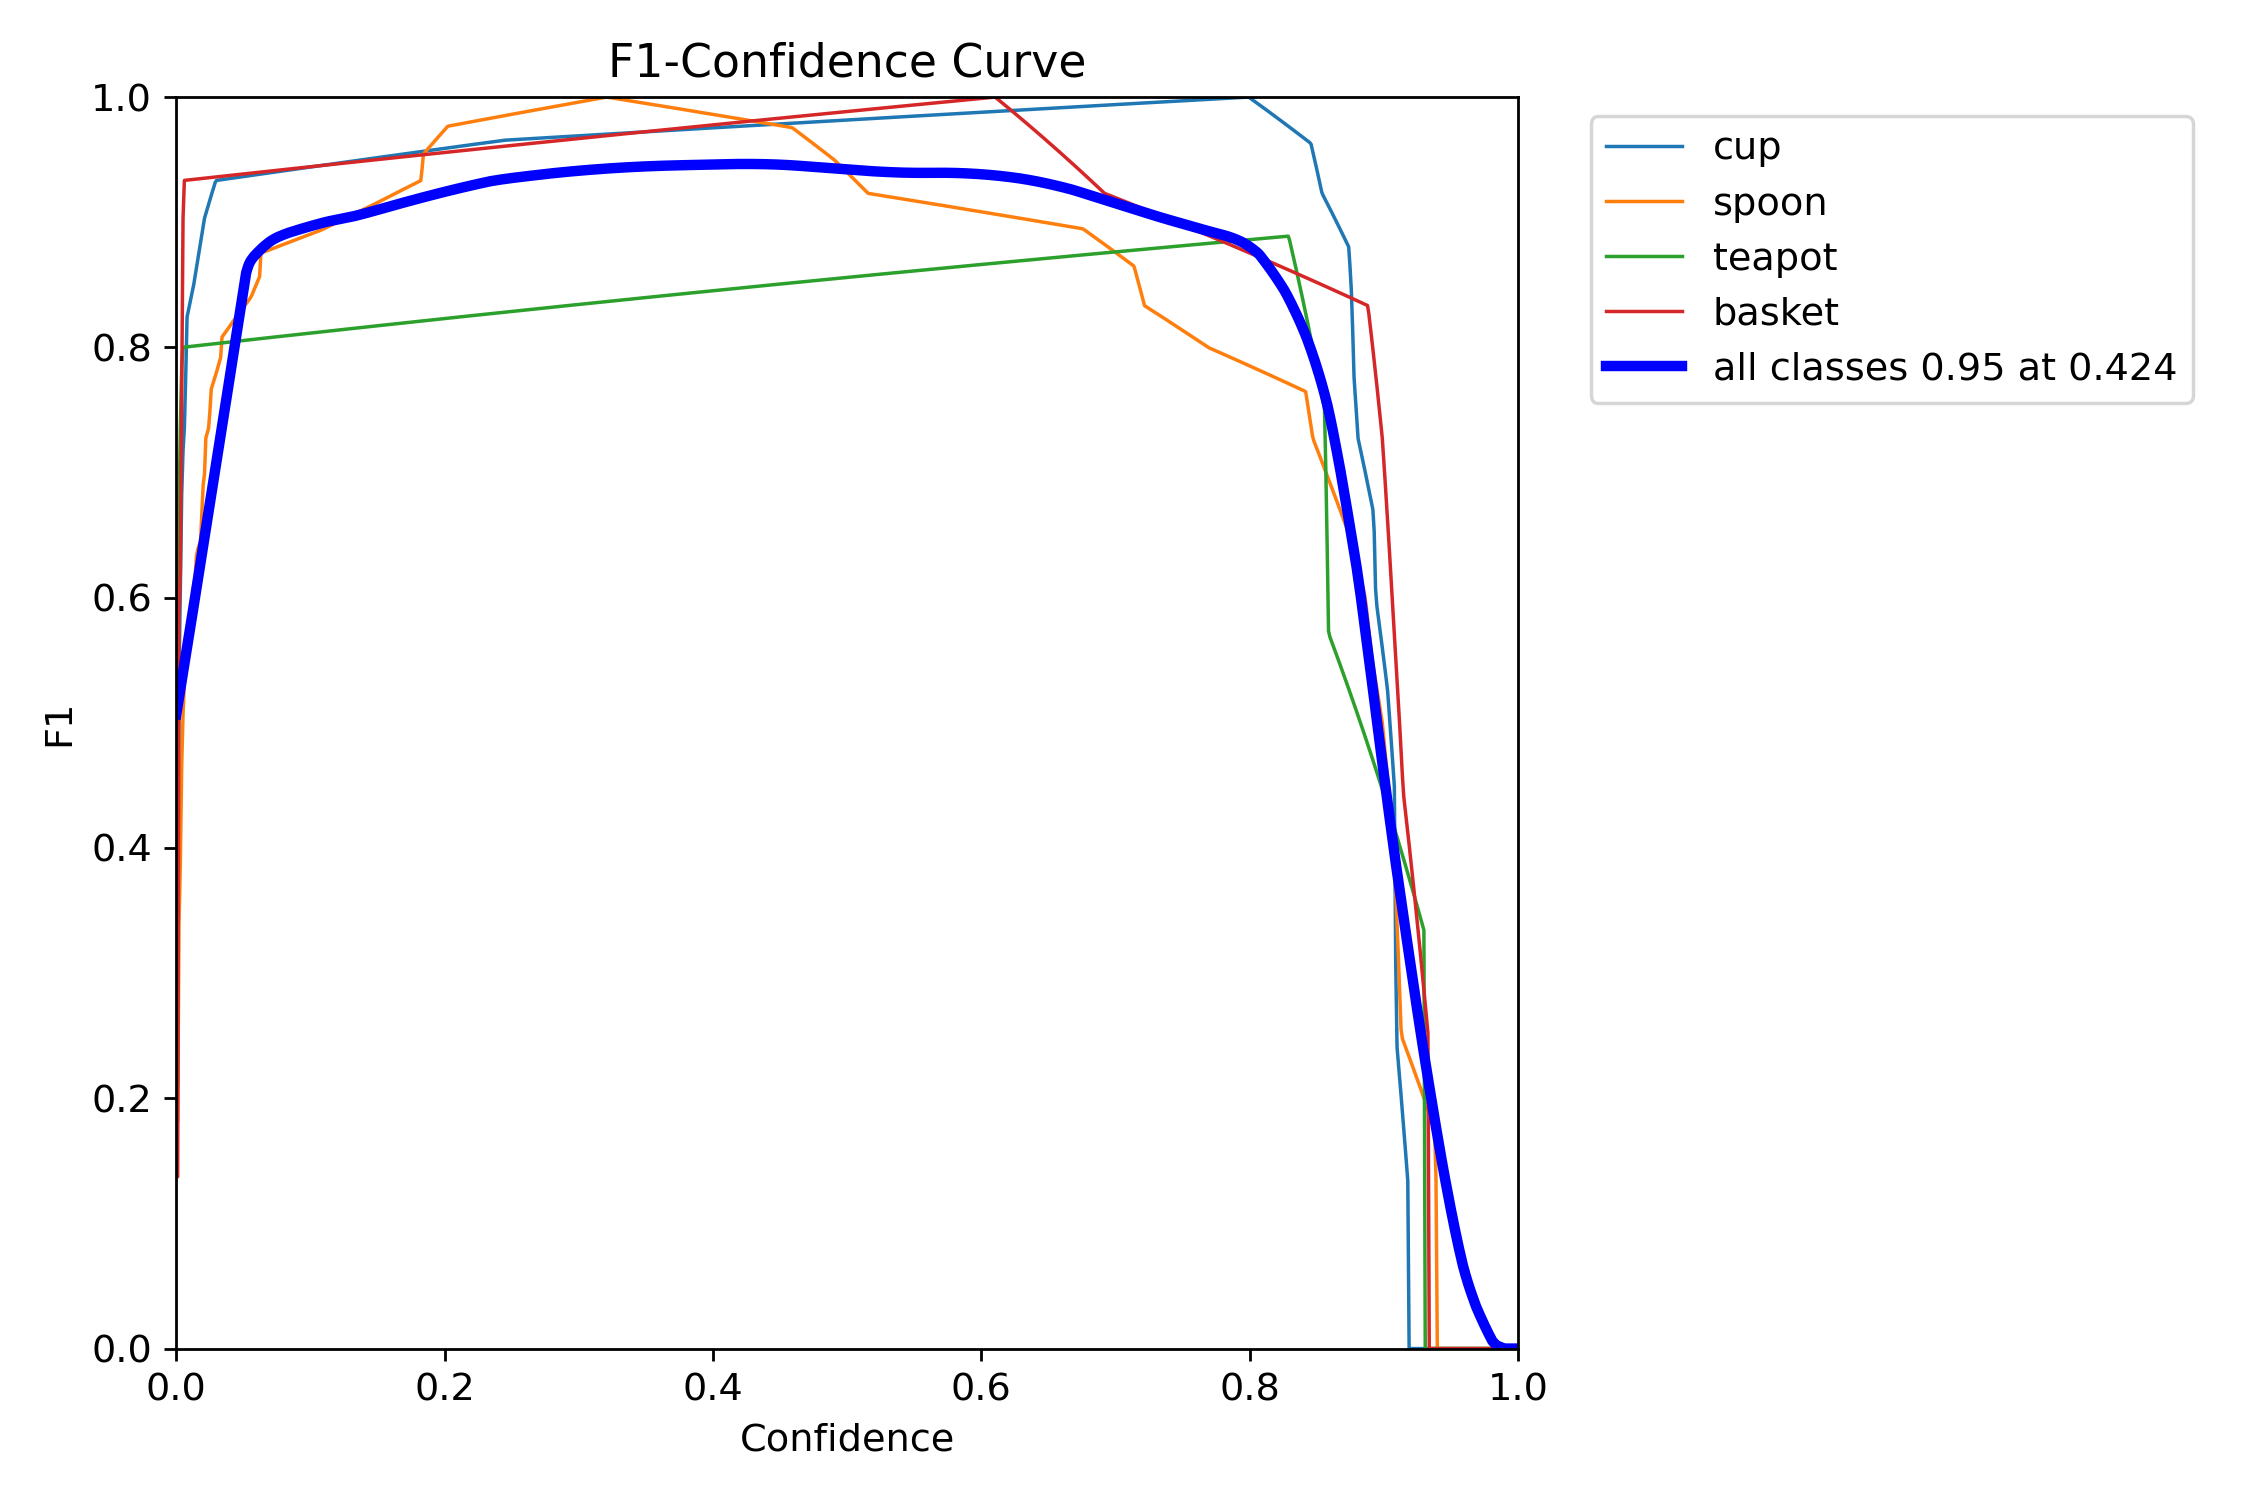 F1-Confidence Curve
1.0
0.8
0.6
0.4
0.2
0.0
F1
0.0 0.2 0.4 0.6 0.8 1.0
Confidence
cup
spoon
teapot
basket
all classes 0.95 at 0.424